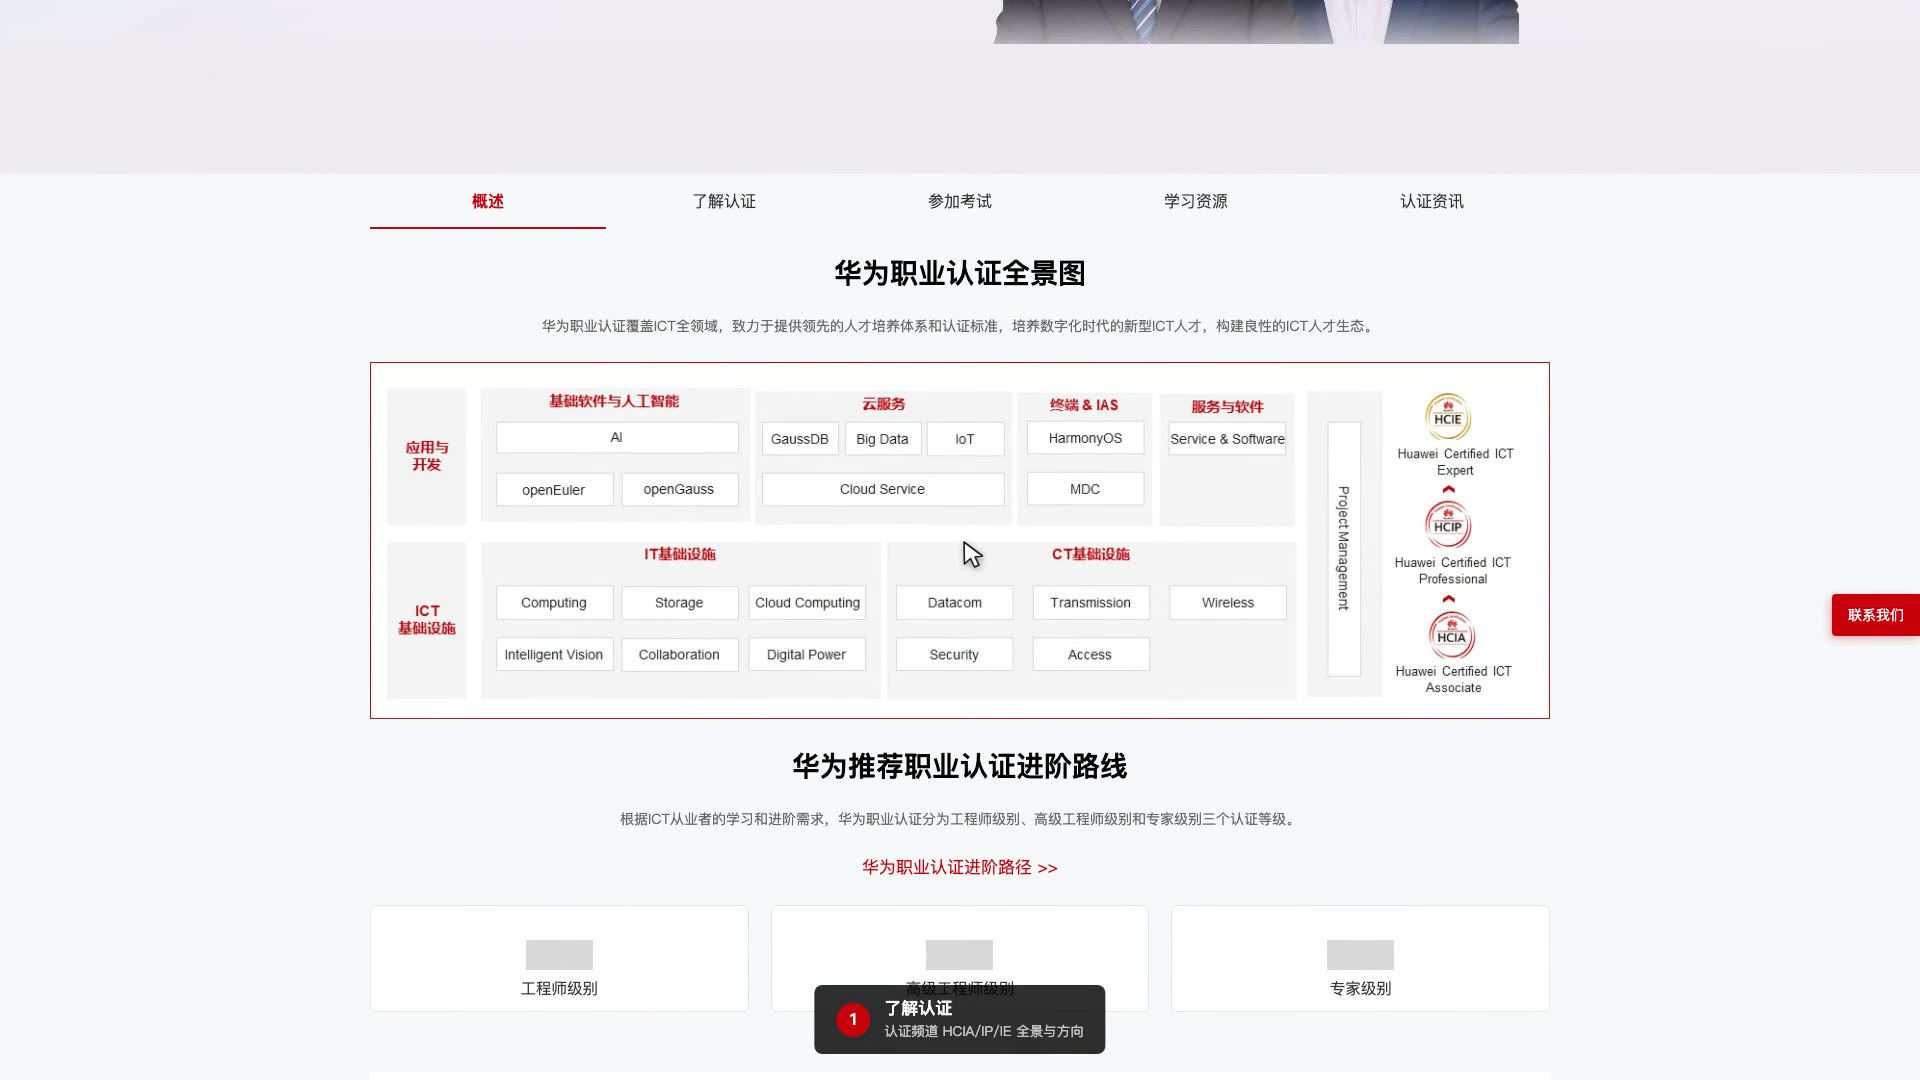 概述
了解认证
参加考试
学习资源
认证资讯
华为职业认证全景图
华为职业认证覆盖ICT全领域，致力于提供领先的人才培养体系和认证标准，培养数字化时代的新型ICT人才，构建良性的ICT人才生态。
应用与
开发
基础软件与人工智能
AI
openEuler
openGauss
云服务
GaussDB
Big Data
IoT
Cloud Service
终端 & IAS
HarmonyOS
MDC
服务与软件
Service & Software
ICT
基础设施
IT基础设施
Computing
Storage
Cloud Computing
Intelligent Vision
Collaboration
Digital Power
CT基础设施
Datacom
Transmission
Wireless
Security
Access
Project Management
HCIE
Huawei Certified ICT
Expert
HCIP
Huawei Certified ICT
Professional
HCIA
Huawei Certified ICT
Associate
联系我们
华为推荐职业认证进阶路线
根据ICT从业者的学习和进阶需求，华为职业认证分为工程师级别、高级工程师级别和专家级别三个认证等级。
华为职业认证进阶路径 >>
工程师级别
高级工程师级别
专家级别
1
了解认证
认证频道 HCIA/IP/IE 全景与方向